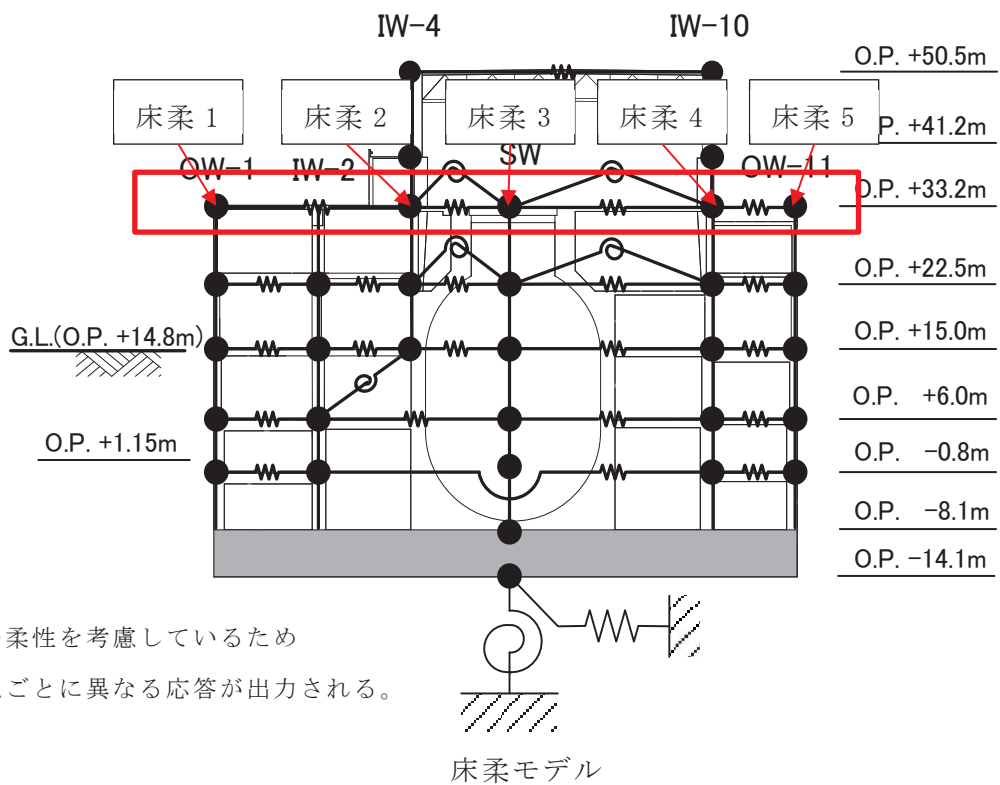 IW-4
IW-10
O.P. +50.5m
床柔 1
床柔 2
床柔 3
床柔 4
床柔 5
P. +41.2m
OW-1
IW-2
SW
OW-11
O.P. +33.2m
O.P. +22.5m
G.L.(O.P. +14.8m)
O.P. +15.0m
O.P. +6.0m
O.P. +1.15m
O.P. -0.8m
O.P. -8.1m
O.P. -14.1m
柔性を考慮しているため
ごとに異なる応答が出力される。
床柔モデル